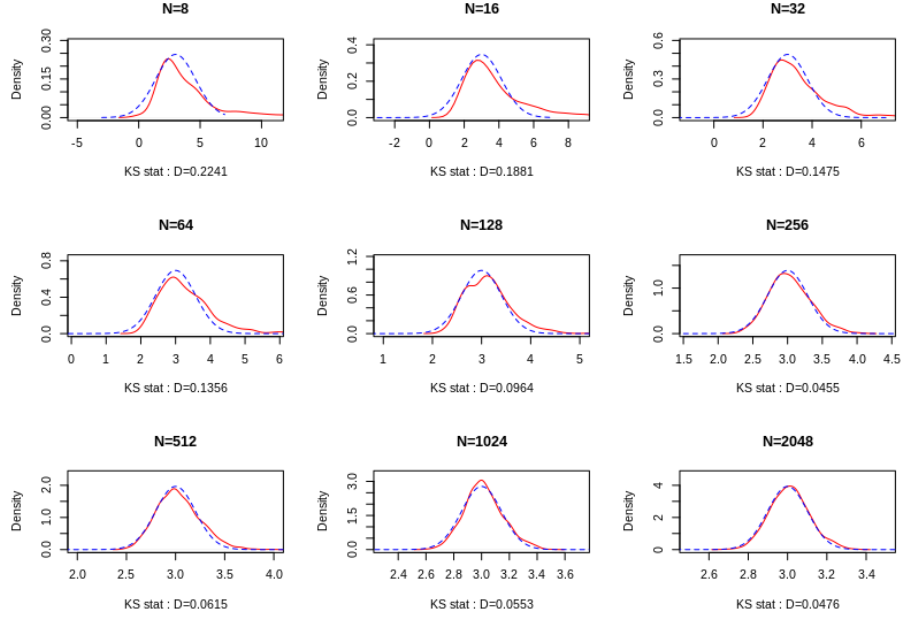 N=8
N=16
N=32
Density
0.00 0.15 0.30
-5 0 5 10
KS stat : D=0.2241
Density
0.0 0.2 0.4
-2 0 2 4 6 8
KS stat : D=0.1881
Density
0.0 0.3 0.6
0 2 4 6
KS stat : D=0.1475
N=64
N=128
N=256
Density
0.0 0.4 0.8
0 1 2 3 4 5 6
KS stat : D=0.1356
Density
0.0 0.6 1.2
1 2 3 4 5
KS stat : D=0.0964
Density
0.0 1.0
1.5 2.0 2.5 3.0 3.5 4.0 4.5
KS stat : D=0.0455
N=512
N=1024
N=2048
Density
0.0 1.0 2.0
2.0 2.5 3.0 3.5 4.0
KS stat : D=0.0615
Density
0.0 1.5 3.0
2.4 2.6 2.8 3.0 3.2 3.4 3.6
KS stat : D=0.0553
Density
0 2 4
2.6 2.8 3.0 3.2 3.4
KS stat : D=0.0476